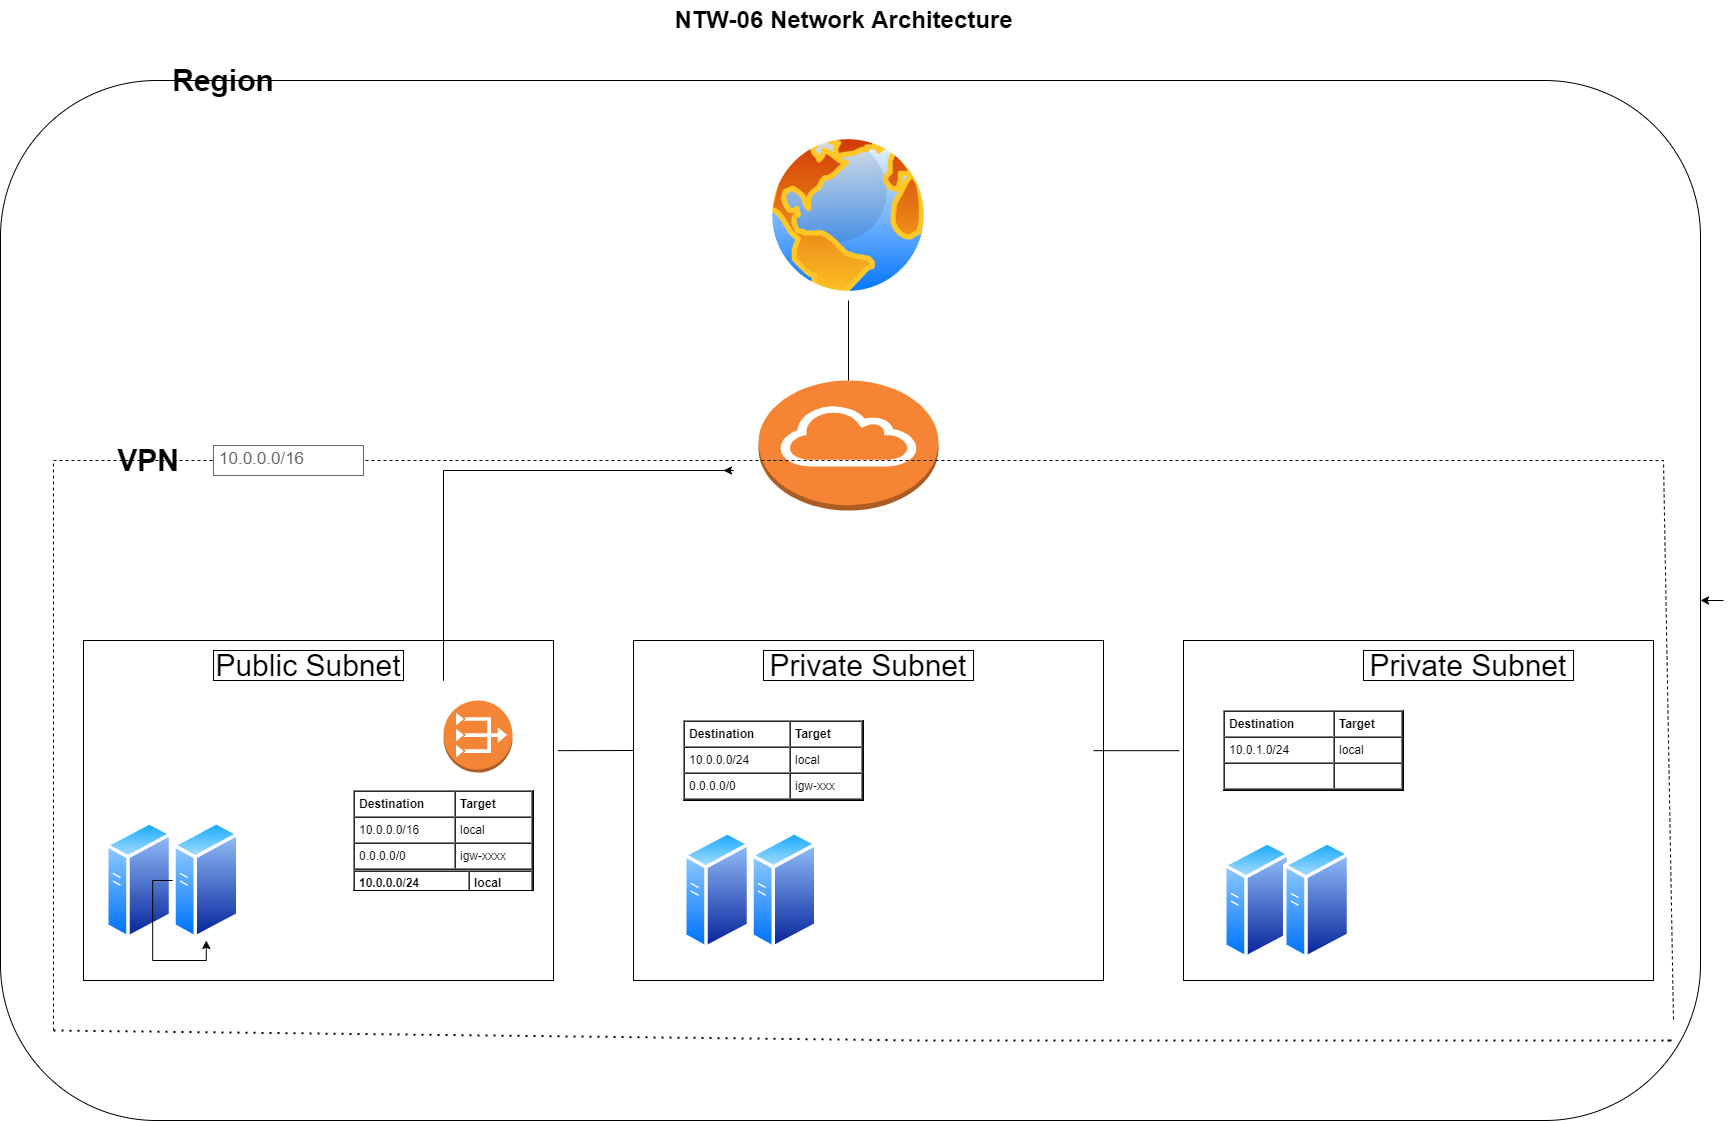 NTW-06 Network Architecture
Region
VPN
10.0.0.0/16
Public Subnet
Destination Target
10.0.0.0/16 local
0.0.0.0/0 igw-xxxx
10.0.0.0/24 local
Private Subnet
Destination Target
10.0.0.0/24 local
0.0.0.0/0 igw-xxx
Private Subnet
Destination Target
10.0.1.0/24 local